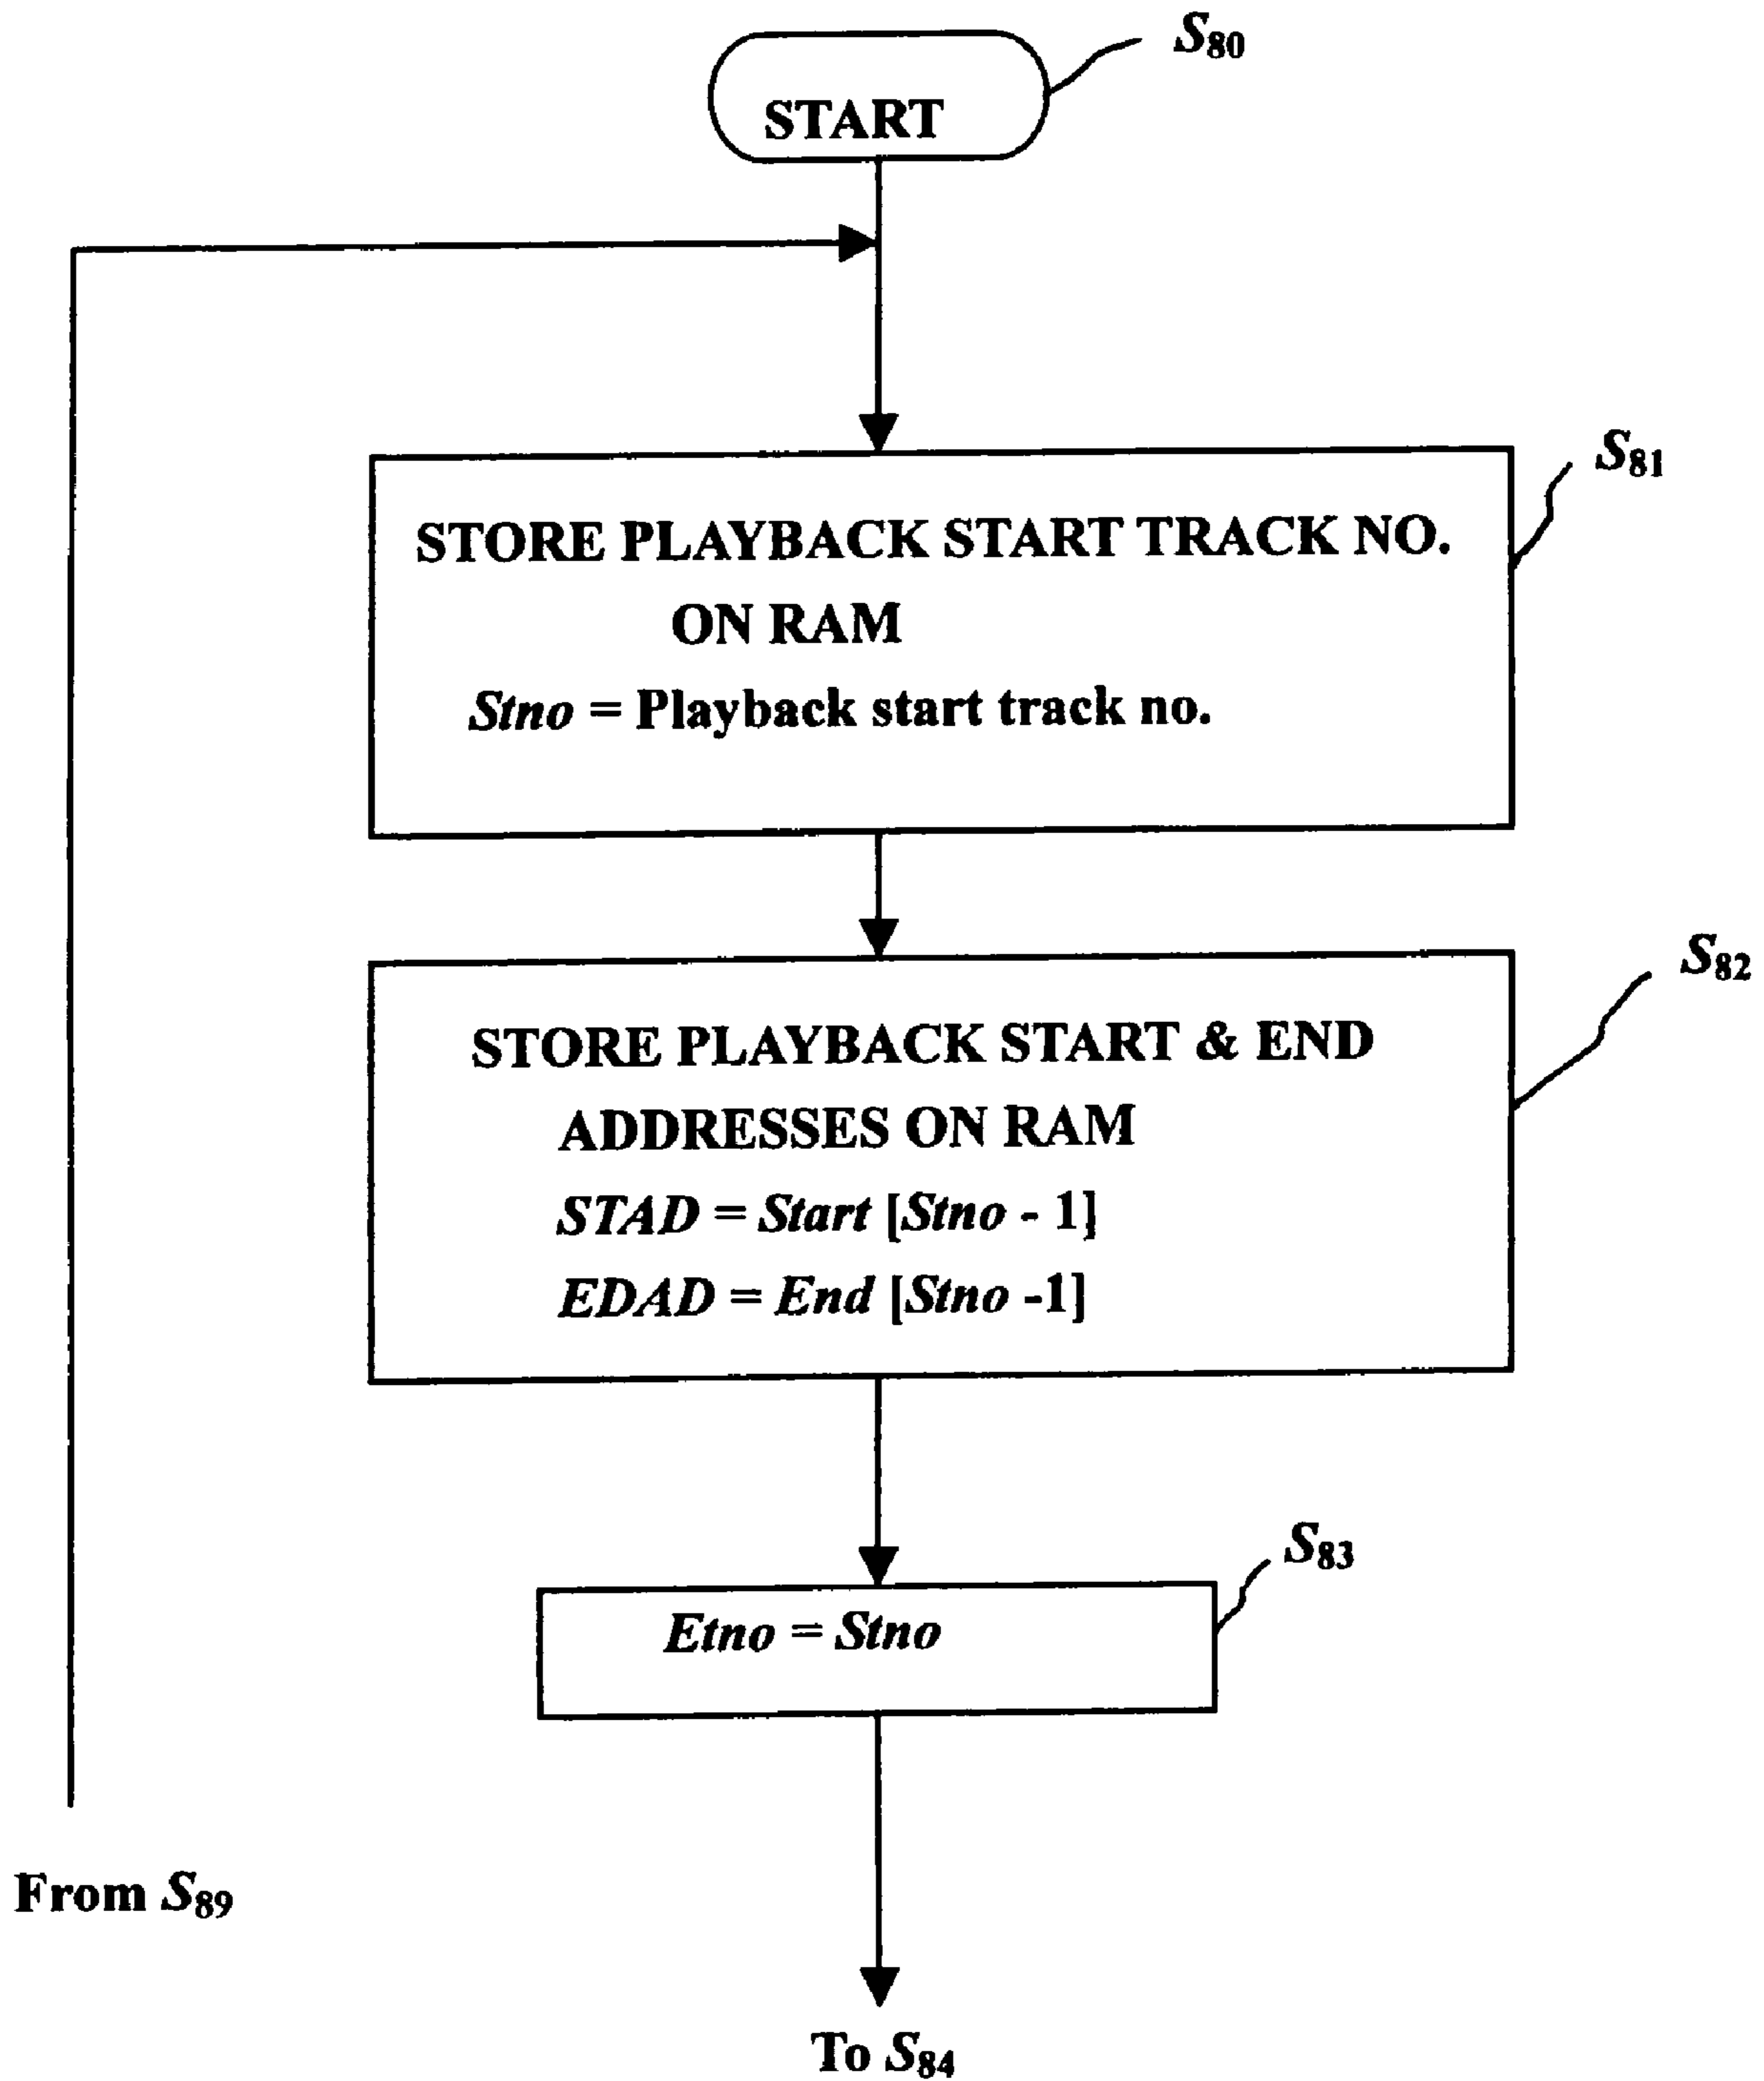 S80
START
S81
STORE PLAYBACK START TRACK NO.
ON RAM
Stno = Playback start track no.
S82
STORE PLAYBACK START & END
ADDRESSES ON RAM
STAD = Start [Stno - 1]
EDAD = End [Stno -1]
S83
Etno = Stno
From S89
To S84